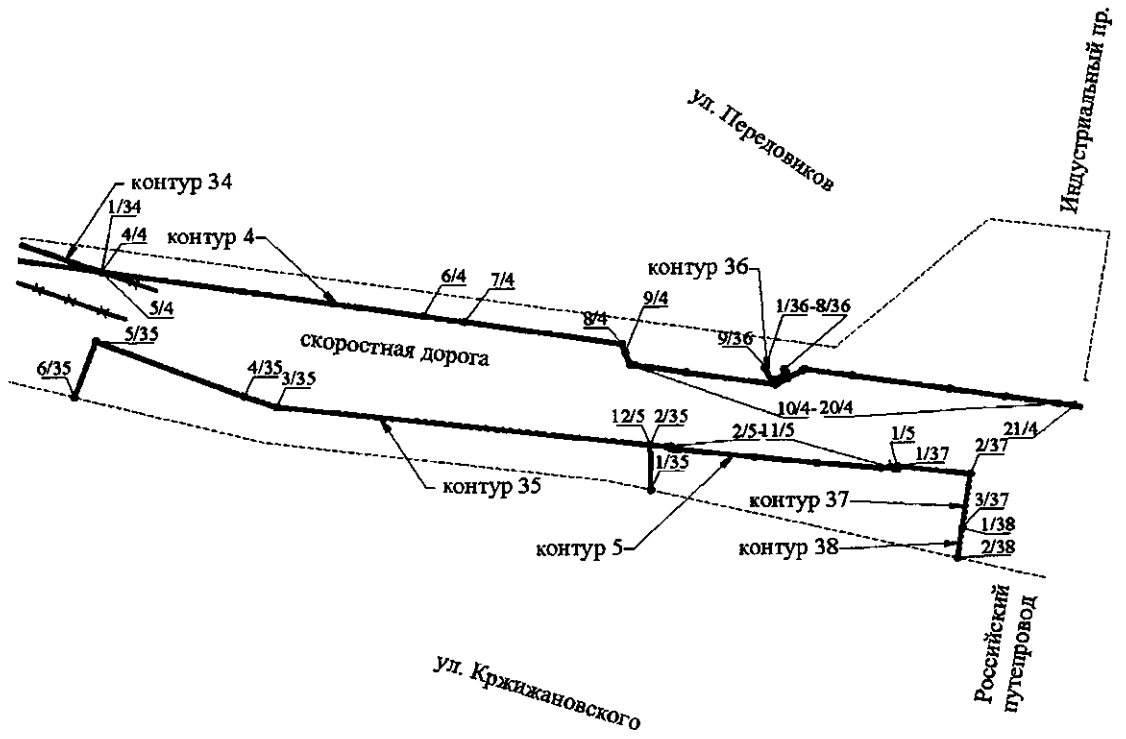 Индустриальный пр.
ул. Передовиков
контур 34
1/34
4/4
контур 4
5/4
6/4
7/4
контур 36
1/36-8/36
9/36
8/4
9/4
скоростная дорога
5/35
6/35
4/35
3/35
10/4-20/4
21/4
12/5
2/35
2/5-11/5
1/5
1/37
2/37
1/35
контур 35
контур 37
3/37
1/38
контур 5
контур 38
2/38
Российский
путепровод
ул. Кржижановского